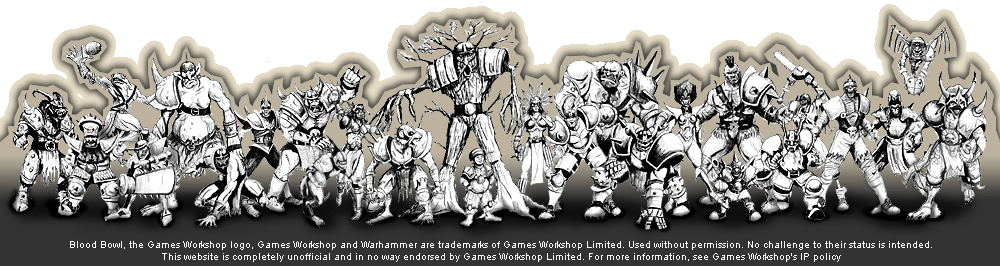 Blood Bowl, the Games Workshop logo, Games Workshop and Warhammer are trademarks of Games Workshop Limited. Used without permission. No challenge to their status is intended.
This website is completely unofficial and in no way endorsed by Games Workshop Limited. For more information, see Games Workshop's IP policy